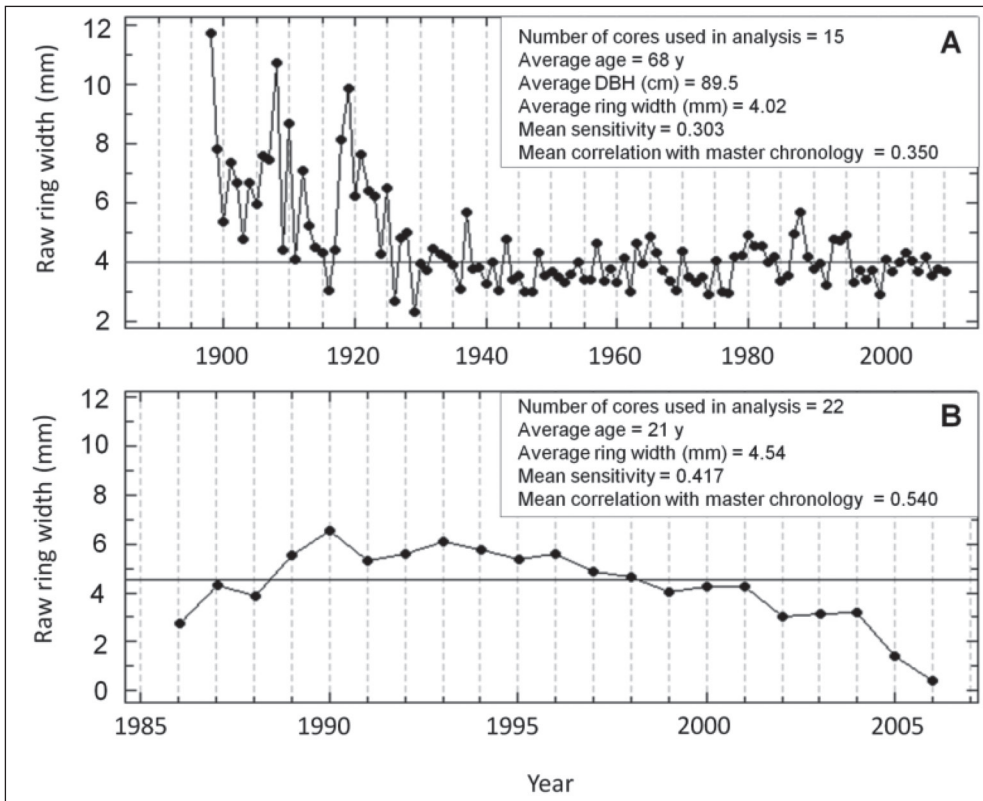 Number of cores used in analysis = 15
Average age = 68 y
Average DBH (cm) = 89.5
Average ring width (mm) = 4.02
Mean sensitivity = 0.303
Mean correlation with master chronology = 0.350
A
Raw ring width (mm)
12
10
8
6
4
2
1900 1920 1940 1960 1980 2000
Number of cores used in analysis = 22
Average age = 21 y
Average ring width (mm) = 4.54
Mean sensitivity = 0.417
Mean correlation with master chronology = 0.540
B
Raw ring width (mm)
12
10
8
6
4
2
0
1985 1990 1995 2000 2005
Year